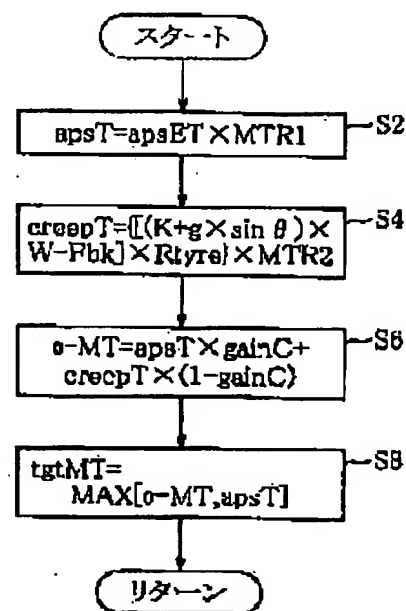 スタート
apsT=apsET×MTR1
S2
creepT={[(K+g×sin θ)×
W-Fbk]×Rtyre}×MTR2
S4
o-MT=apsT×gainC+
creepT×(1-gainC)
S6
tgtMT=
MAX[o-MT,apsT]
S8
リターン